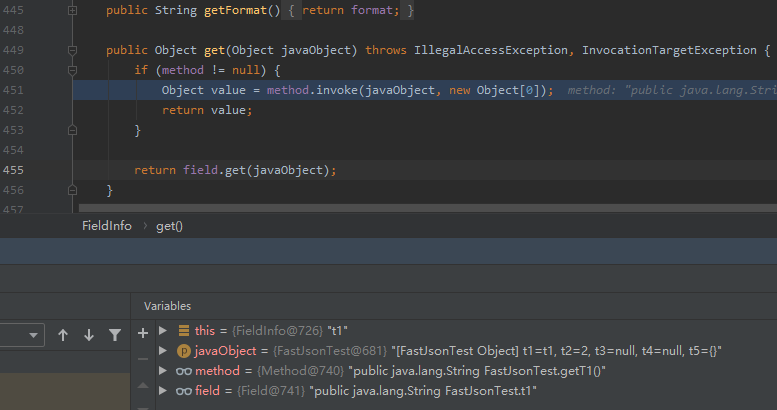 445 public String getFormat() { return format; }
448
449 public Object get(Object javaObject) throws IllegalAccessException, InvocationTargetException {
450 if (method != null) {
451 Object value = method.invoke(javaObject, new Object[0]); method: "public java.lang.Stri
452 return value;
453 }
454
455 return field.get(javaObject);
456 }
457
FieldInfo › get()
Variables
this = {FieldInfo@726} "t1"
p javaObject = {FastJsonTest@681} "[FastJsonTest Object] t1=t1, t2=2, t3=null, t4=null, t5={}"
method = {Method@740} "public java.lang.String FastJsonTest.getT1()"
field = {Field@741} "public java.lang.String FastJsonTest.t1"